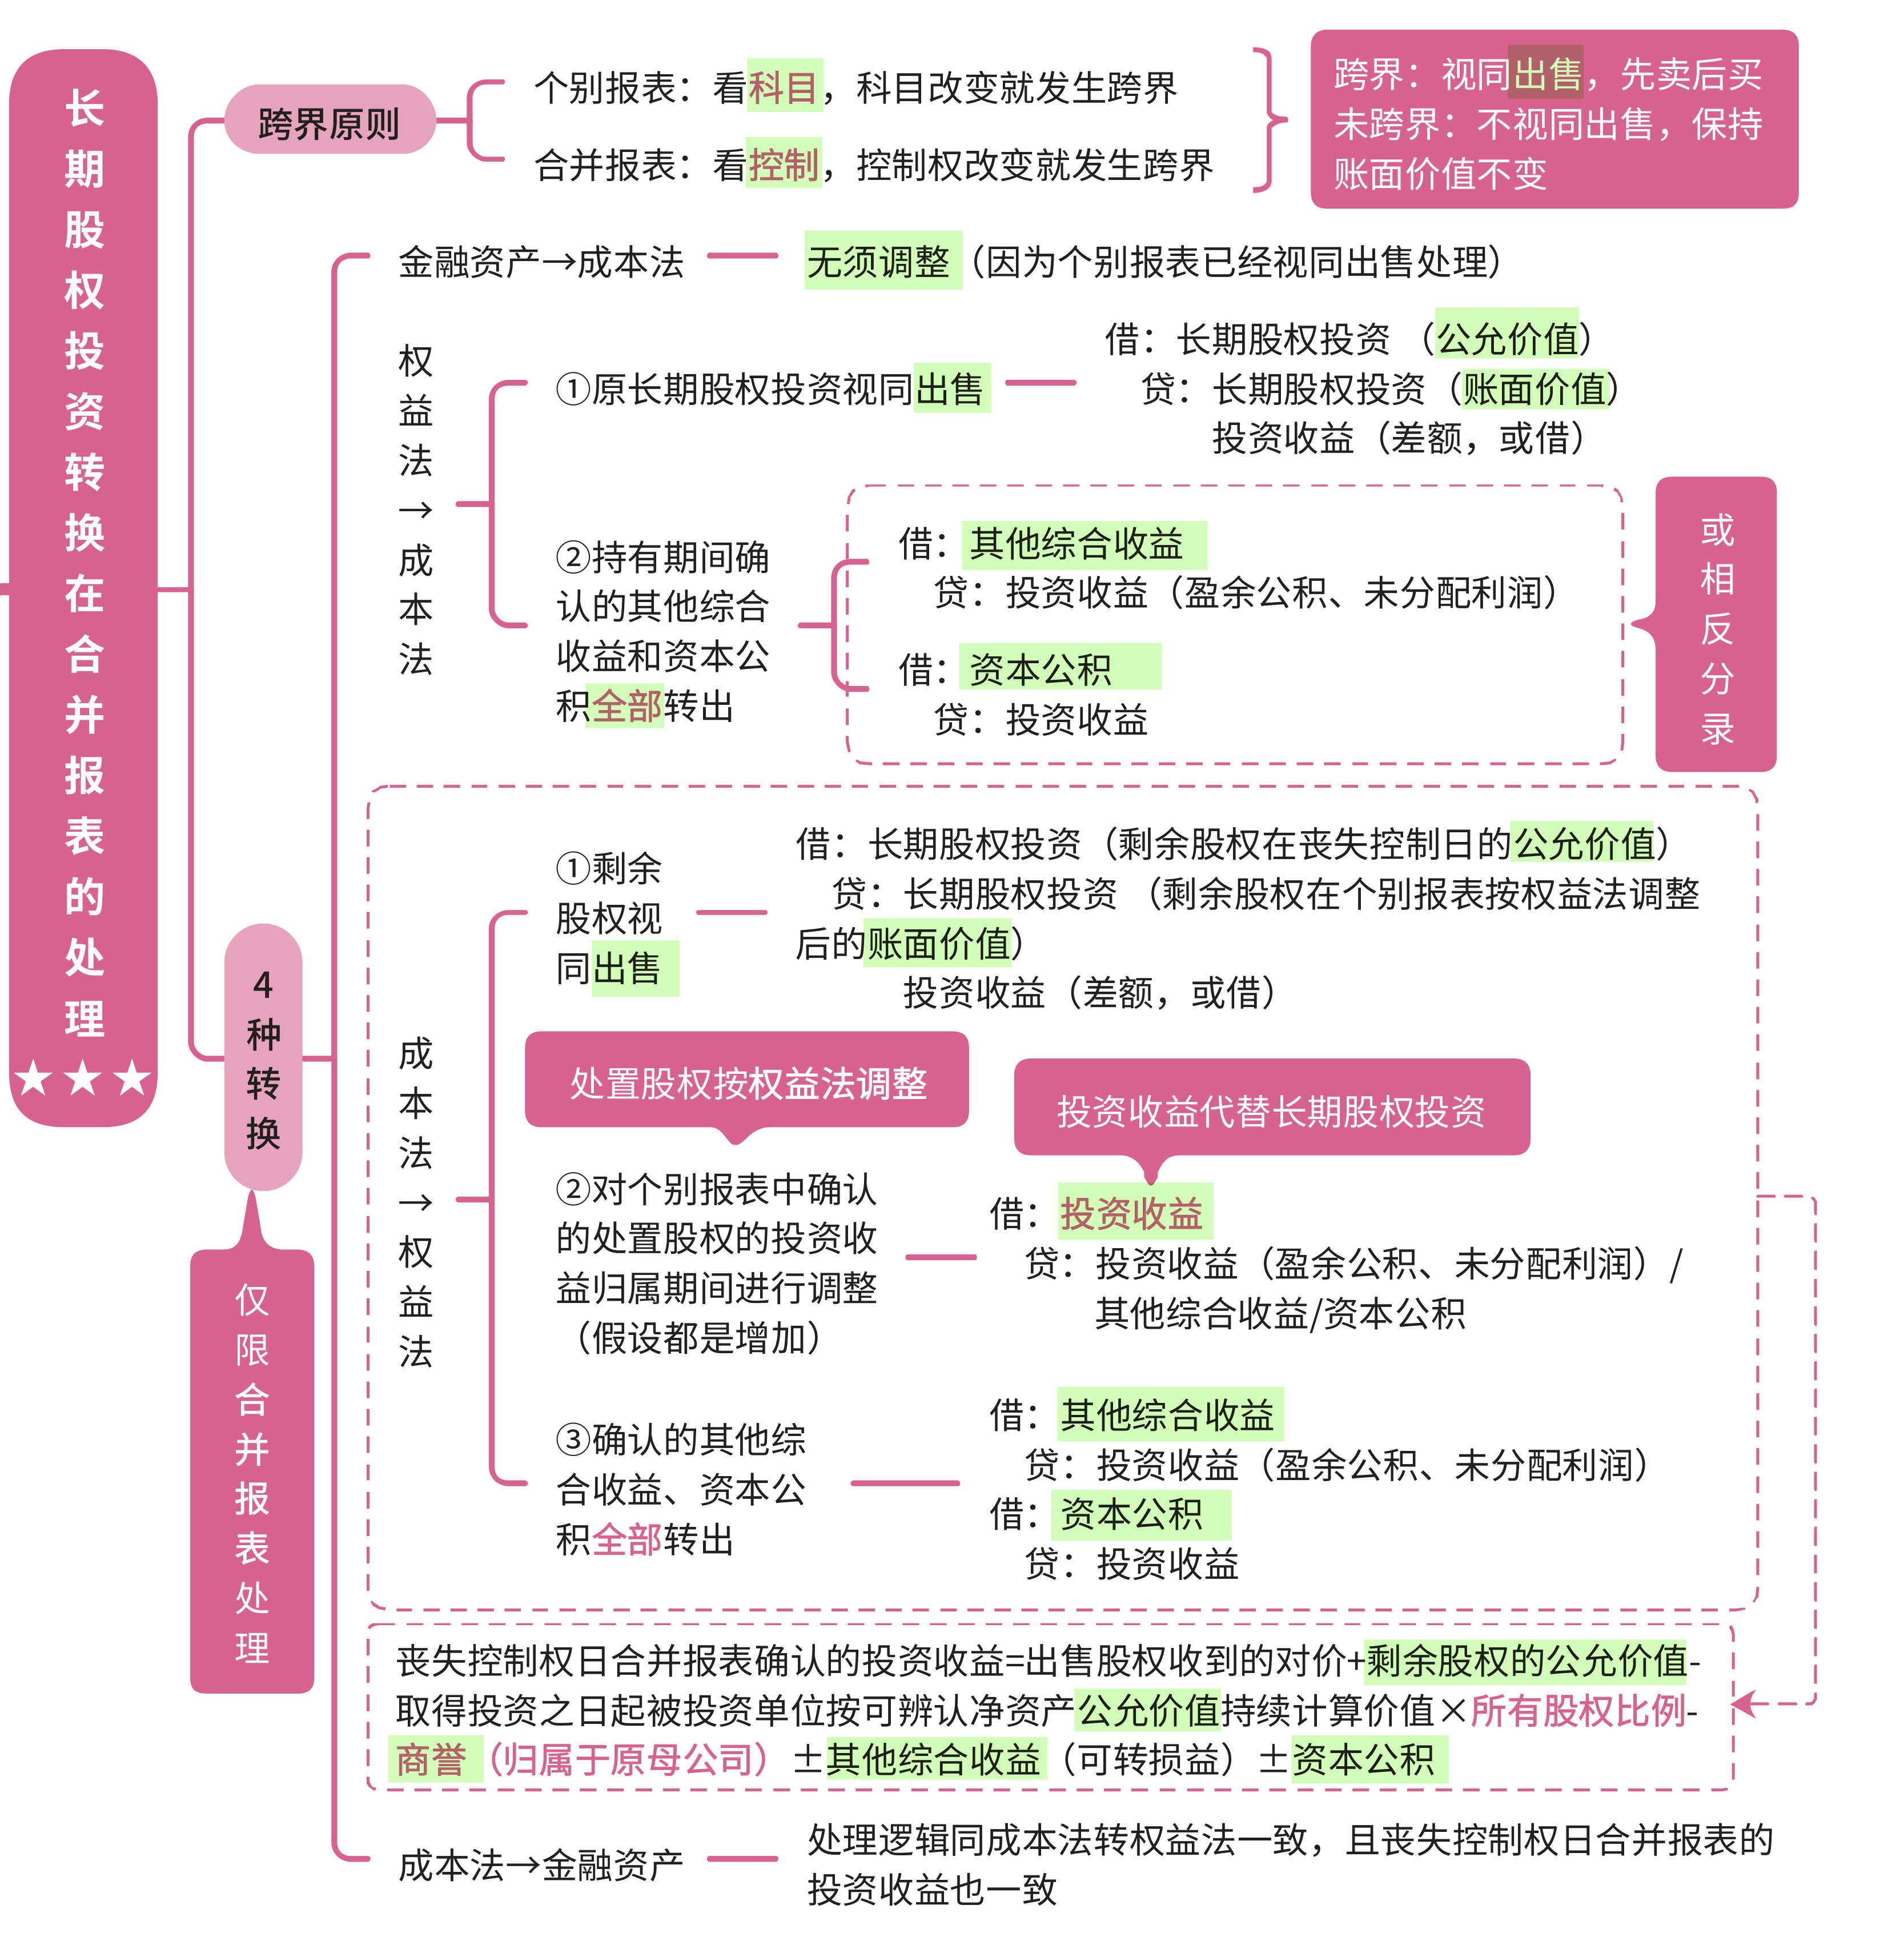 长期股权投资转换在合并报表的处理
★★★
跨界原则
个别报表：看科目，科目改变就发生跨界
合并报表：看控制，控制权改变就发生跨界
跨界：视同出售，先卖后买
未跨界：不视同出售，保持
账面价值不变
4种转换
仅限合并报表处理
金融资产→成本法
无须调整（因为个别报表已经视同出售处理）
权益法→成本法
①原长期股权投资视同出售
借：长期股权投资（公允价值）
贷：长期股权投资（账面价值）
投资收益（差额，或借）
②持有期间确
认的其他综合
收益和资本公
积全部转出
借：其他综合收益
贷：投资收益（盈余公积、未分配利润）
借：资本公积
贷：投资收益
或相反分录
成本法→权益法
①剩余
股权视
同出售
借：长期股权投资（剩余股权在丧失控制日的公允价值）
贷：长期股权投资（剩余股权在个别报表按权益法调整
后的账面价值）
投资收益（差额，或借）
处置股权按权益法调整
②对个别报表中确认
的处置股权的投资收
益归属期间进行调整
（假设都是增加）
投资收益代替长期股权投资
借：投资收益
贷：投资收益（盈余公积、未分配利润）/
其他综合收益/资本公积
③确认的其他综
合收益、资本公
积全部转出
借：其他综合收益
贷：投资收益（盈余公积、未分配利润）
借：资本公积
贷：投资收益
丧失控制权日合并报表确认的投资收益=出售股权收到的对价+剩余股权的公允价值-
取得投资之日起被投资单位按可辨认净资产公允价值持续计算价值×所有股权比例-
商誉（归属于原母公司）±其他综合收益（可转损益）±资本公积
成本法→金融资产
处理逻辑同成本法转权益法一致，且丧失控制权日合并报表的
投资收益也一致